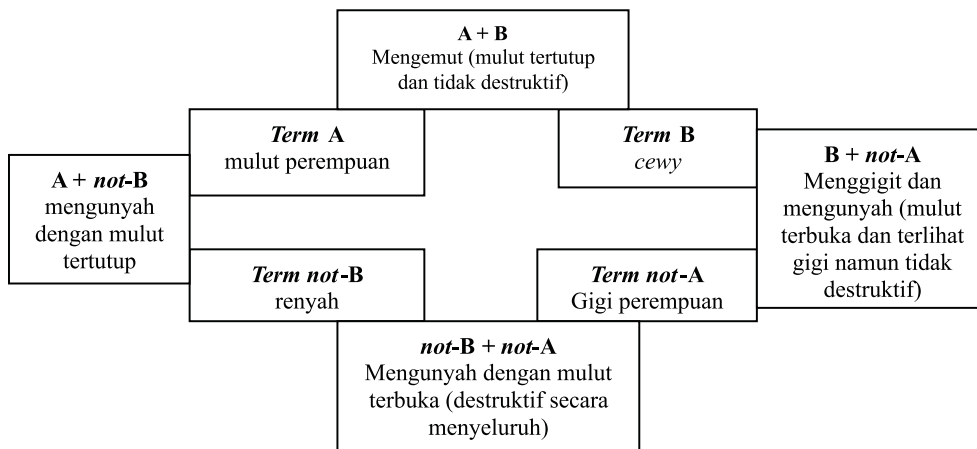 A + B
Mengemut (mulut tertutup
dan tidak destruktif)
Term A
mulut perempuan
Term B
cewy
A + not-B
mengunyah
dengan mulut
tertutup
B + not-A
Menggigit dan
mengunyah (mulut
terbuka dan terlihat
gigi namun tidak
destruktif)
Term not-B
renyah
Term not-A
Gigi perempuan
not-B + not-A
Mengunyah dengan mulut
terbuka (destruktif secara
menyeluruh)